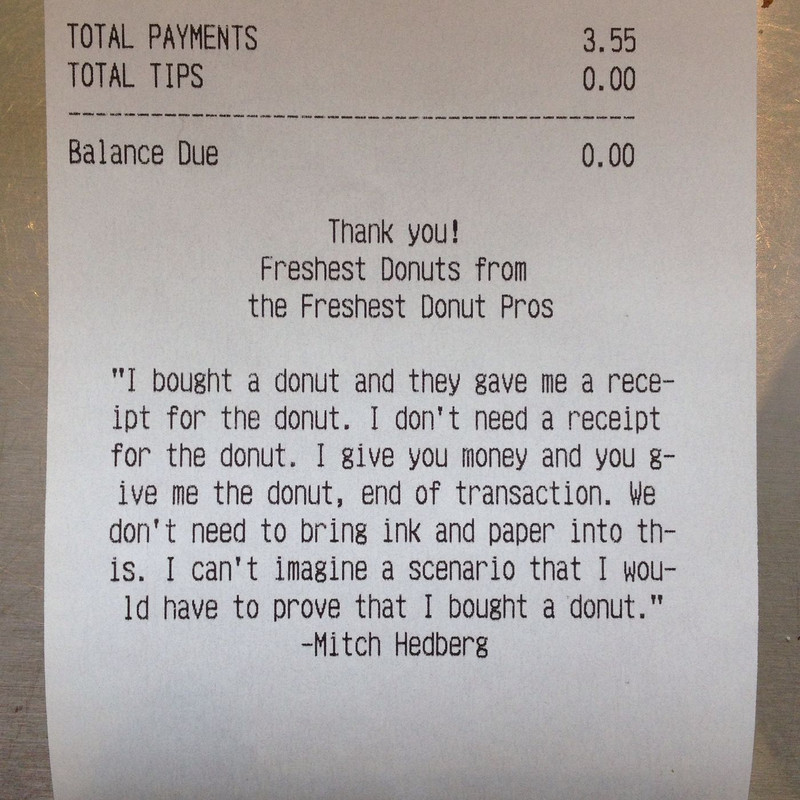 TOTAL PAYMENTS 3.55
TOTAL TIPS 0.00
Balance Due 0.00
Thank you!
Freshest Donuts from
the Freshest Donut Pros
"I bought a donut and they gave me a rece-
ipt for the donut. I don't need a receipt
for the donut. I give you money and you g-
ive me the donut, end of transaction. We
don't need to bring ink and paper into th-
is. I can't imagine a scenario that I wou-
ld have to prove that I bought a donut."
-Mitch Hedberg